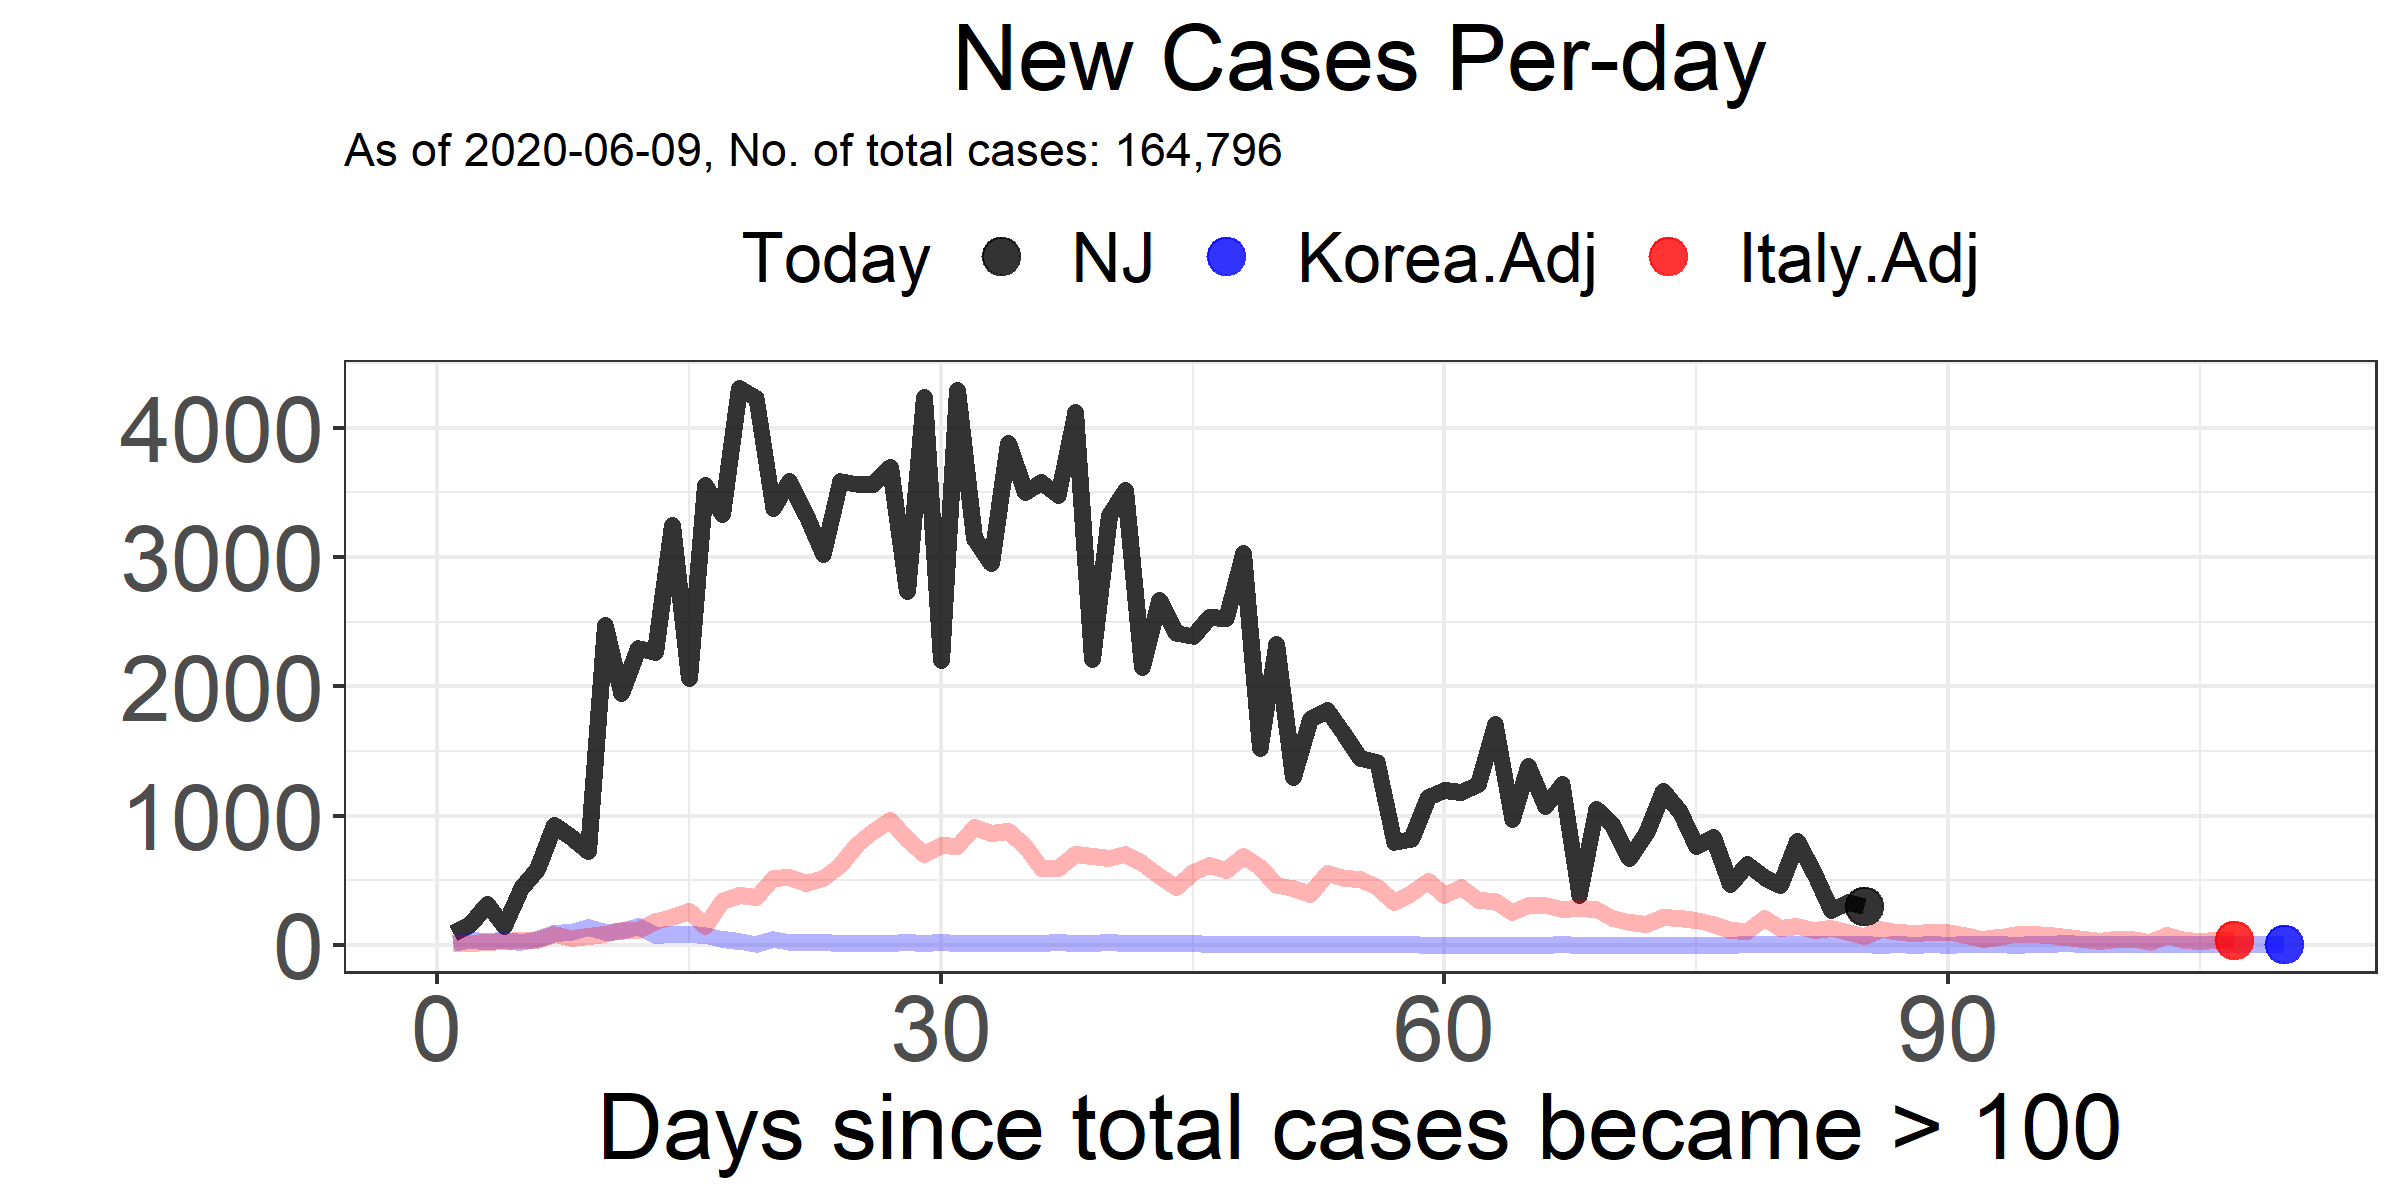 New Cases Per-day
As of 2020-06-09, No. of total cases: 164,796
Today NJ Korea.Adj Italy.Adj
4000
3000
2000
1000
0
0 30 60 90
Days since total cases became > 100